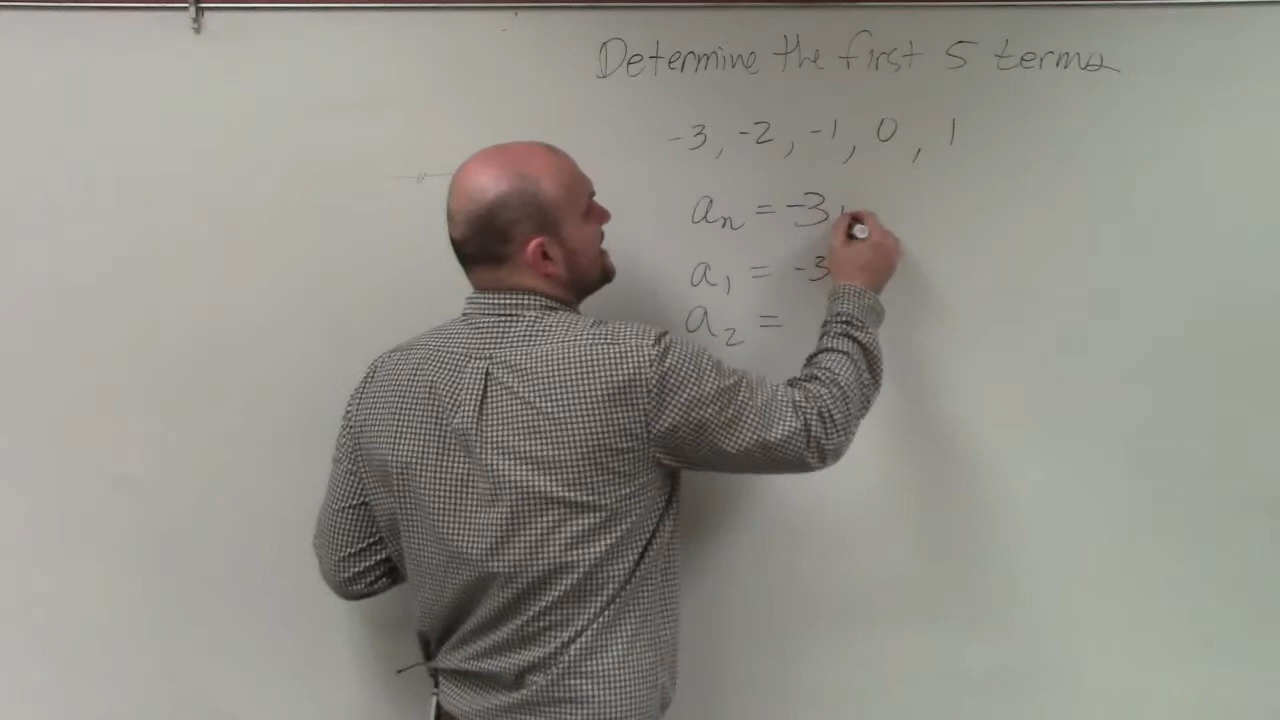 Determine the first 5 terms
-3, -2, -1, 0, 1
aₙ = -3
a₁ = -3
a₂ =